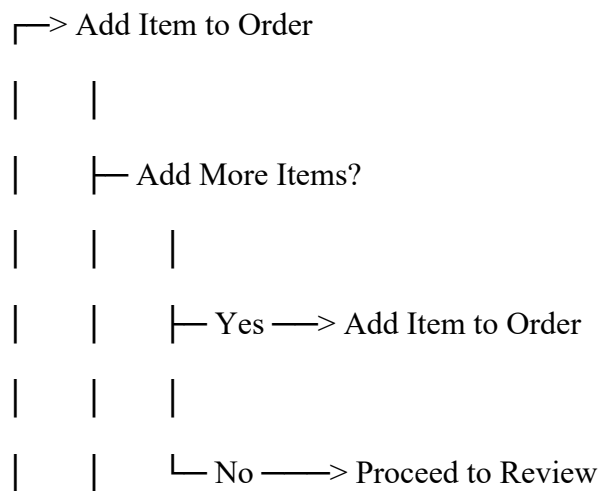 ┌─> Add Item to Order
│ │
│ ├─ Add More Items?
│ │ │
│ │ ├─ Yes ──> Add Item to Order
│ │ │
│ │ └─ No ───> Proceed to Review